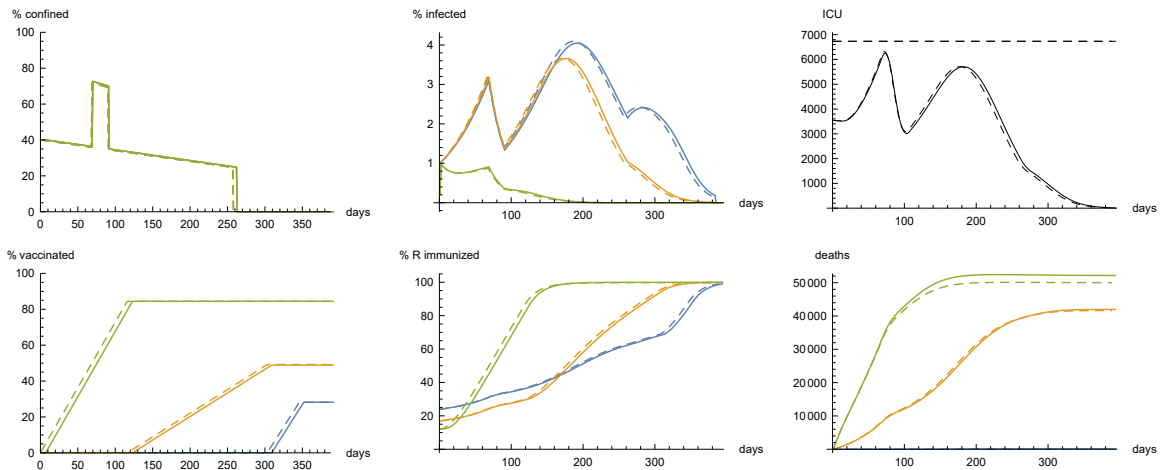 % confined
100
80
60
40
20
0
0 50 100 150 200 250 300 350 days
% infected
4
3
2
1
100 200 300 days
ICU
7000
6000
5000
4000
3000
2000
1000
100 200 300 days
% vaccinated
100
80
60
40
20
0
0 50 100 150 200 250 300 350 days
% R immunized
100
80
60
40
20
100 200 300 days
deaths
50000
40000
30000
20000
10000
0
100 200 300 days